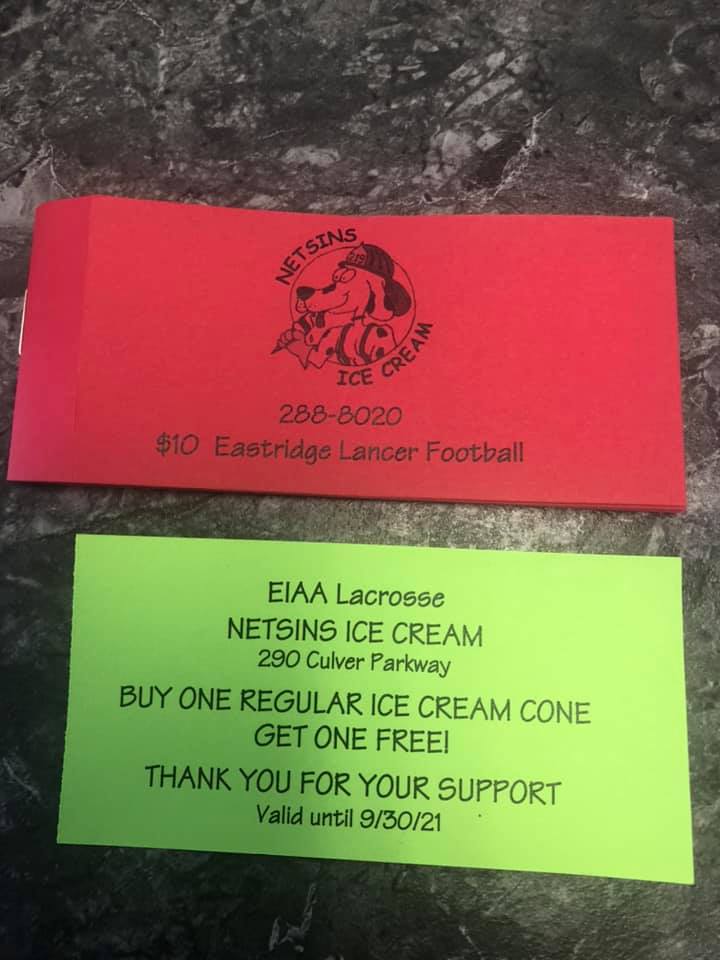 NETSINS
219
ICE CREAM
288-8020
$10 Eastridge Lancer Football
EIAA Lacrosse
NETSINS ICE CREAM
290 Culver Parkway
BUY ONE REGULAR ICE CREAM CONE
GET ONE FREE!
THANK YOU FOR YOUR SUPPORT
Valid until 9/30/21